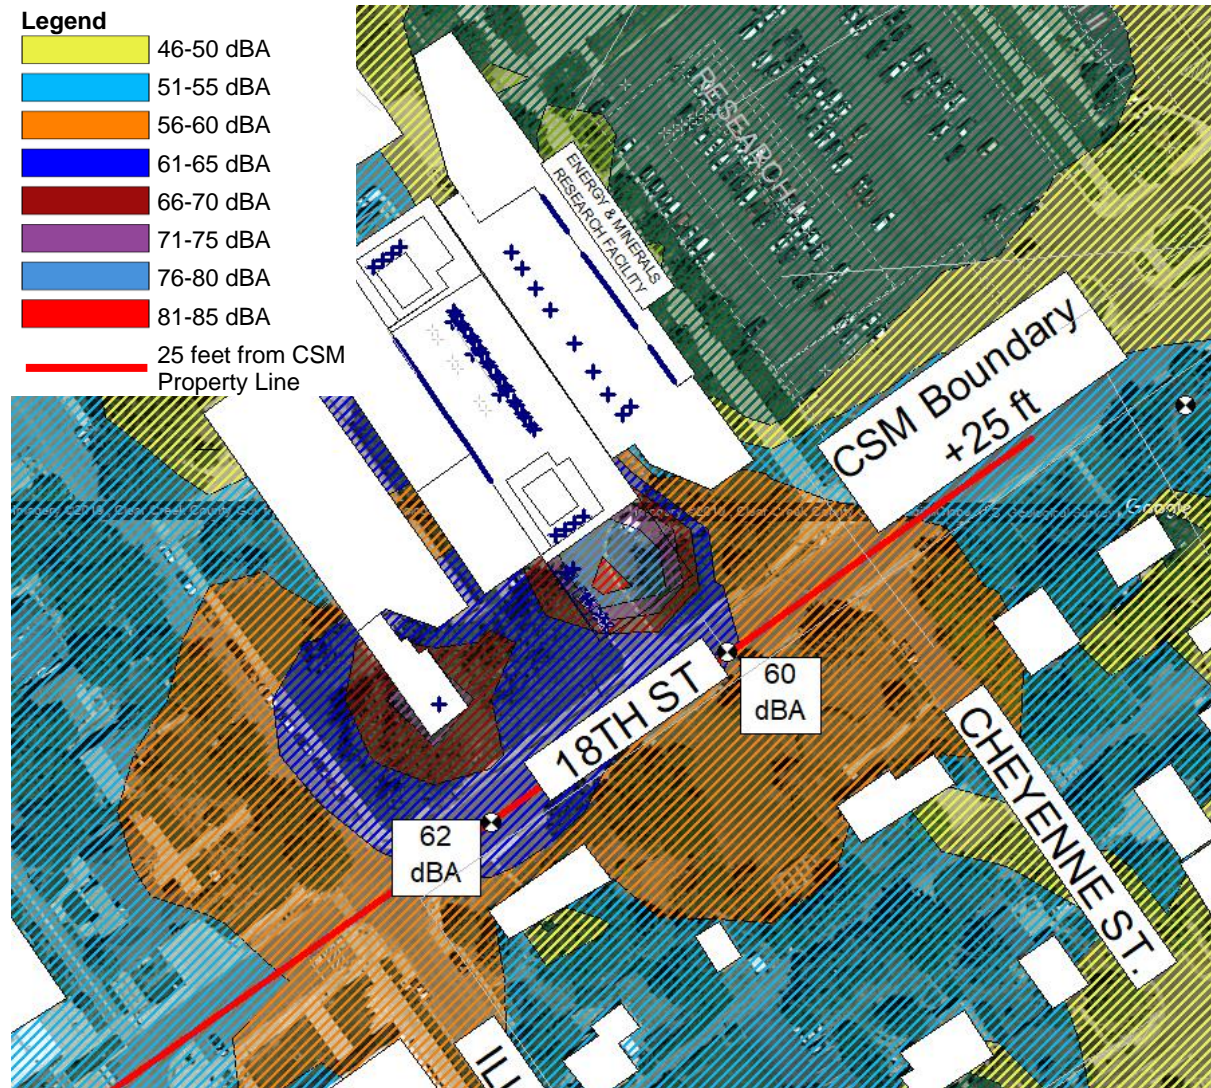 Legend
46-50 dBA
51-55 dBA
56-60 dBA
61-65 dBA
66-70 dBA
71-75 dBA
76-80 dBA
81-85 dBA
25 feet from CSM
Property Line
RESEARCH
ENERGY & MINERALS
RESEARCH FACILITY
CSM Boundary
+25 ft
Google
18TH ST
60
dBA
62
dBA
CHEYENNE ST.